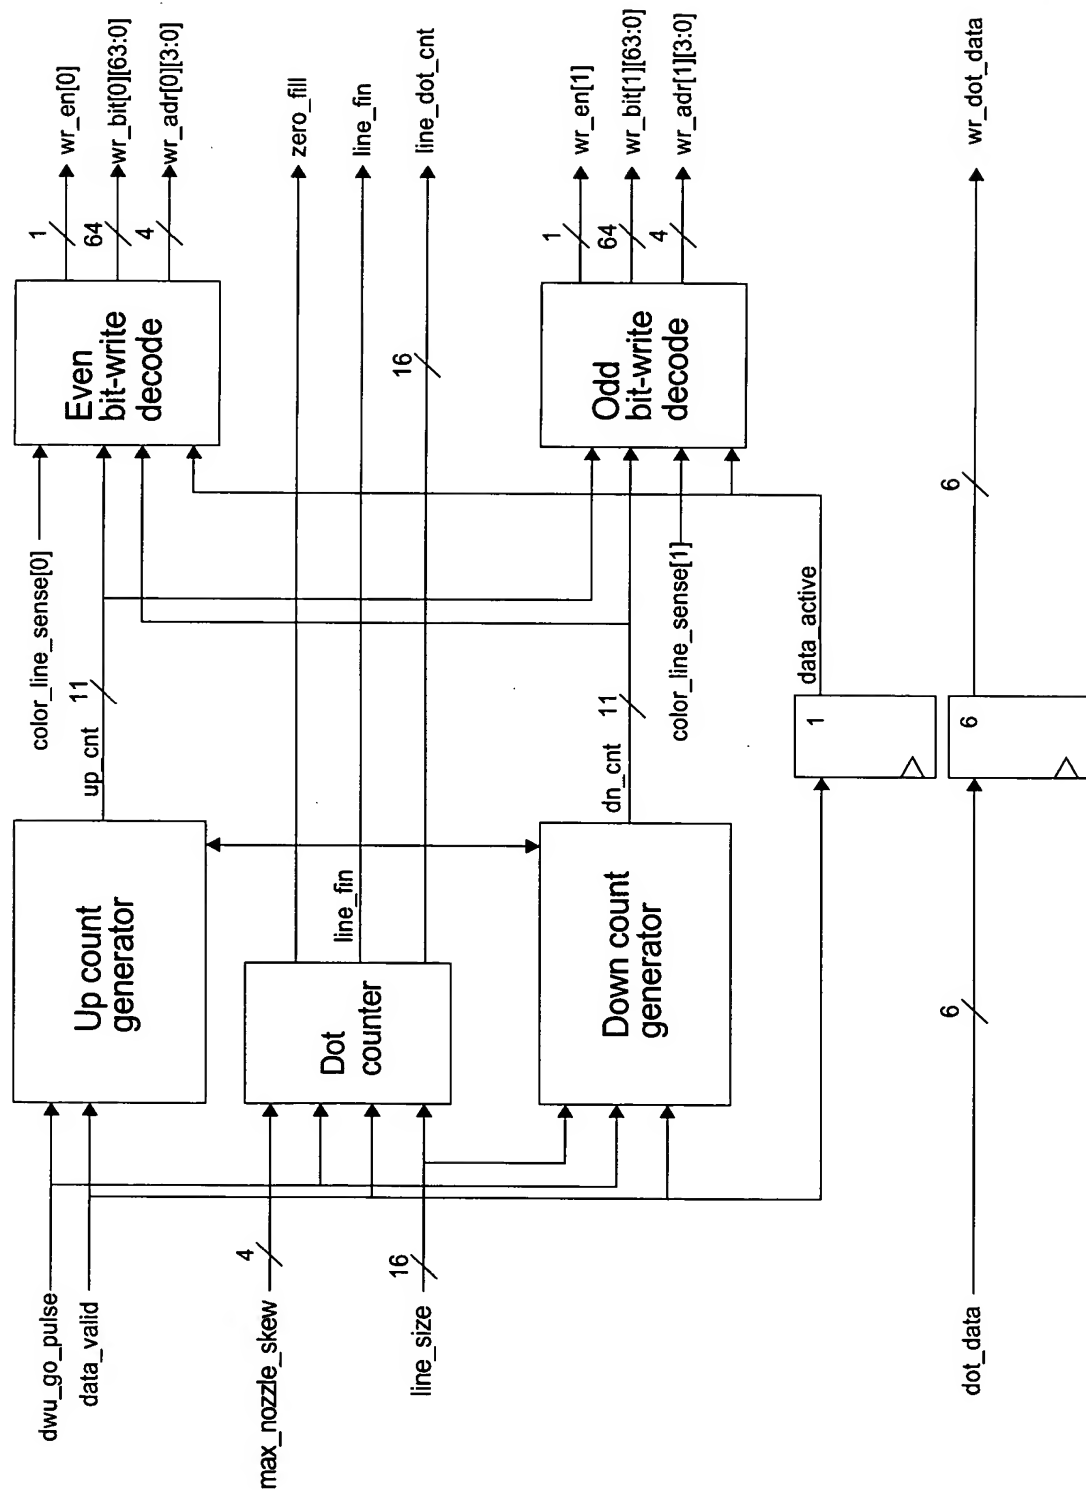 dwu_go_pulse
data_valid
max_nozzle_skew
4
line_size
16
dot_data
6
Up count
generator
Dot
counter
Down count
generator
line_fin
up_cnt
11
dn_cnt
11
color_line_sense[0]
color_line_sense[1]
1
data_active
6
6
Even
bit-write
decode
Odd
bit-write
decode
16
1
wr_en[0]
64
wr_bit[0][63:0]
4
wr_adr[0][3:0]
zero_fill
line_fin
line_dot_cnt
1
wr_en[1]
64
wr_bit[1][63:0]
4
wr_adr[1][3:0]
wr_dot_data